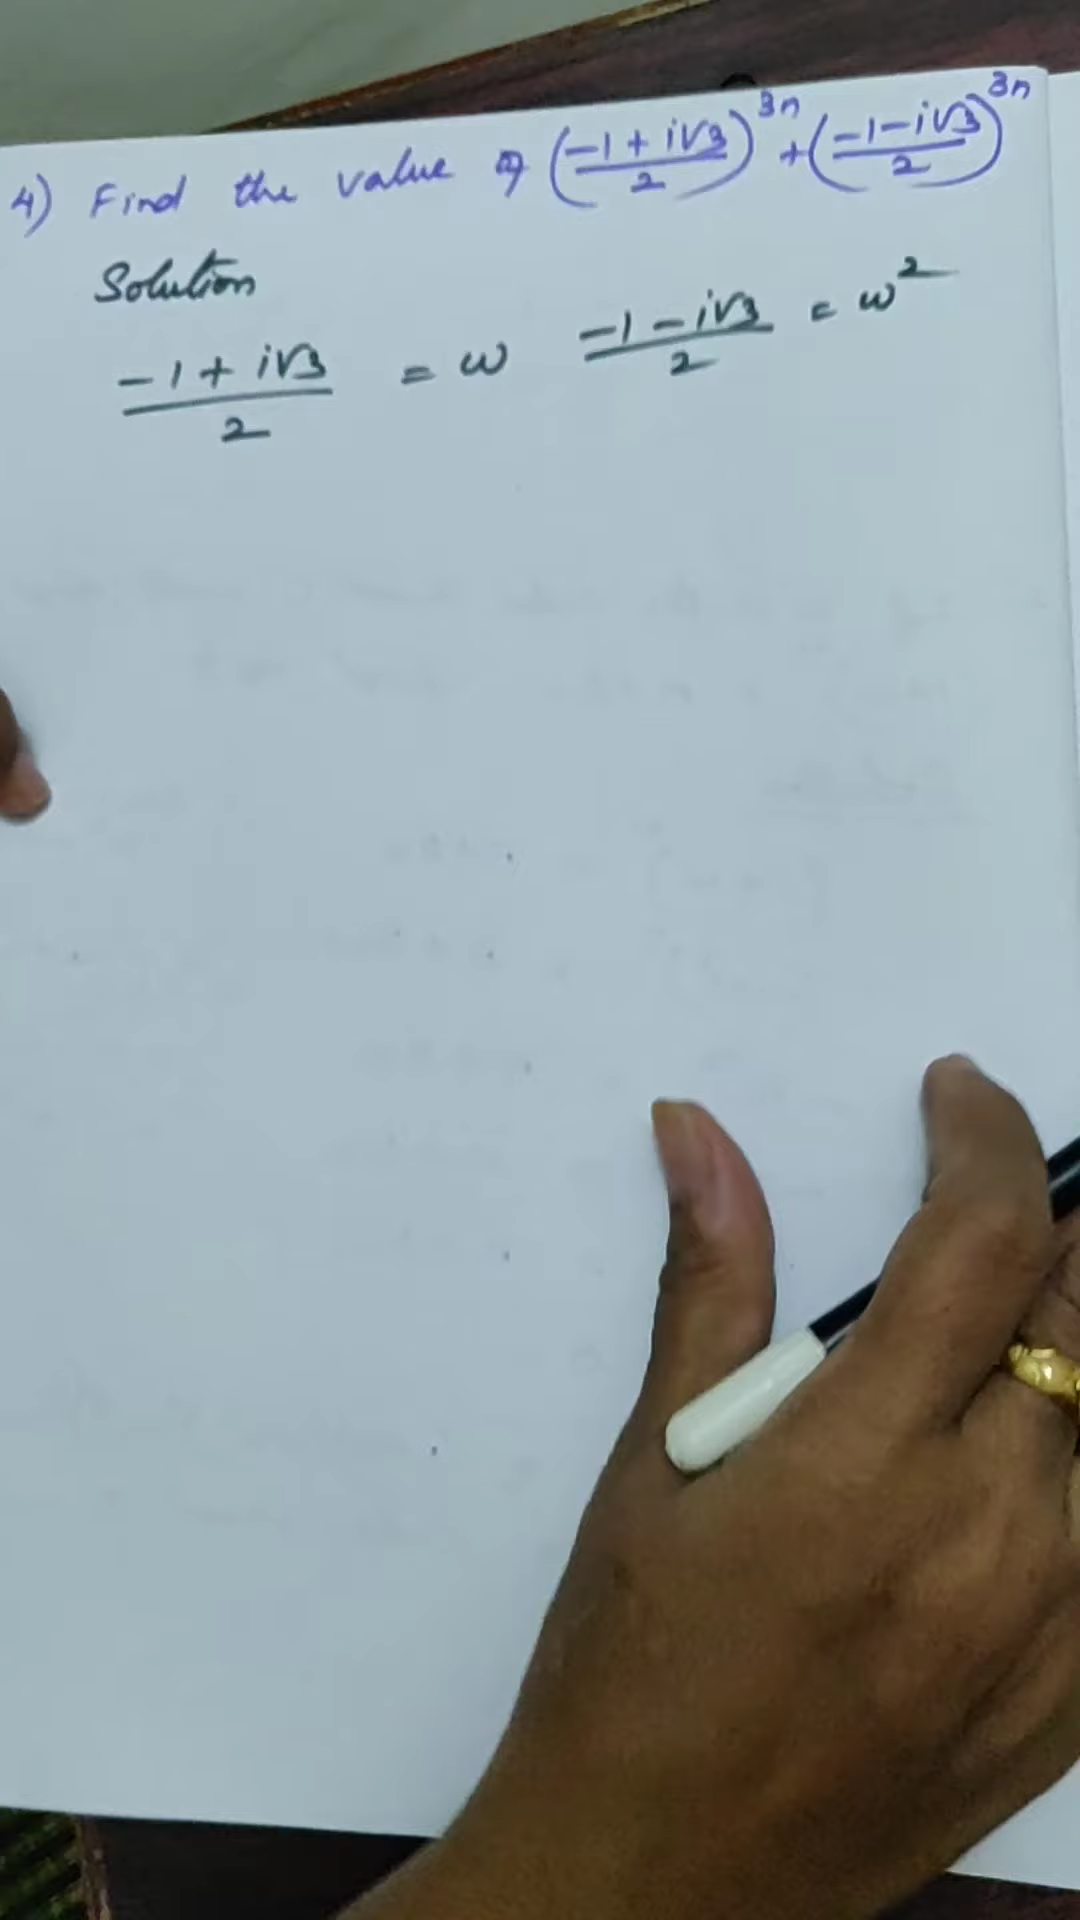 4) Find the value of (-1+i√3/2)^3n + (-1-i√3/2)^3n
Solution
-1+i√3/2 = ω -1-i√3/2 = ω^2